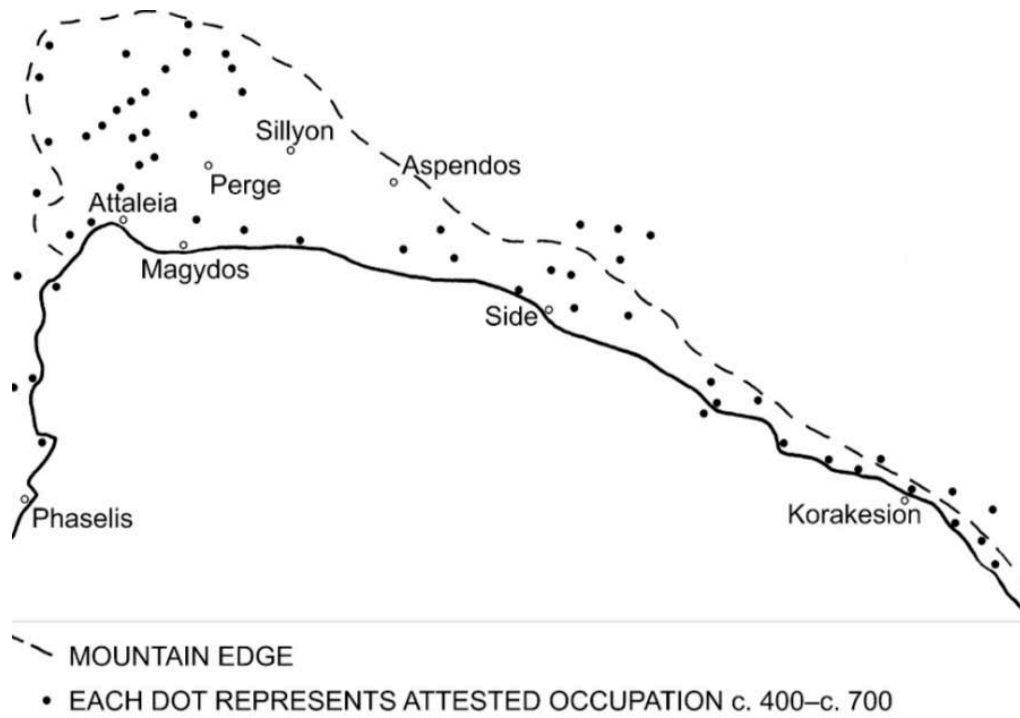 Sillyon
Aspendos
Perge
Attaleia
Magydos
Side
Korakesion
Phaselis
MOUNTAIN EDGE
EACH DOT REPRESENTS ATTESTED OCCUPATION c. 400–c. 700